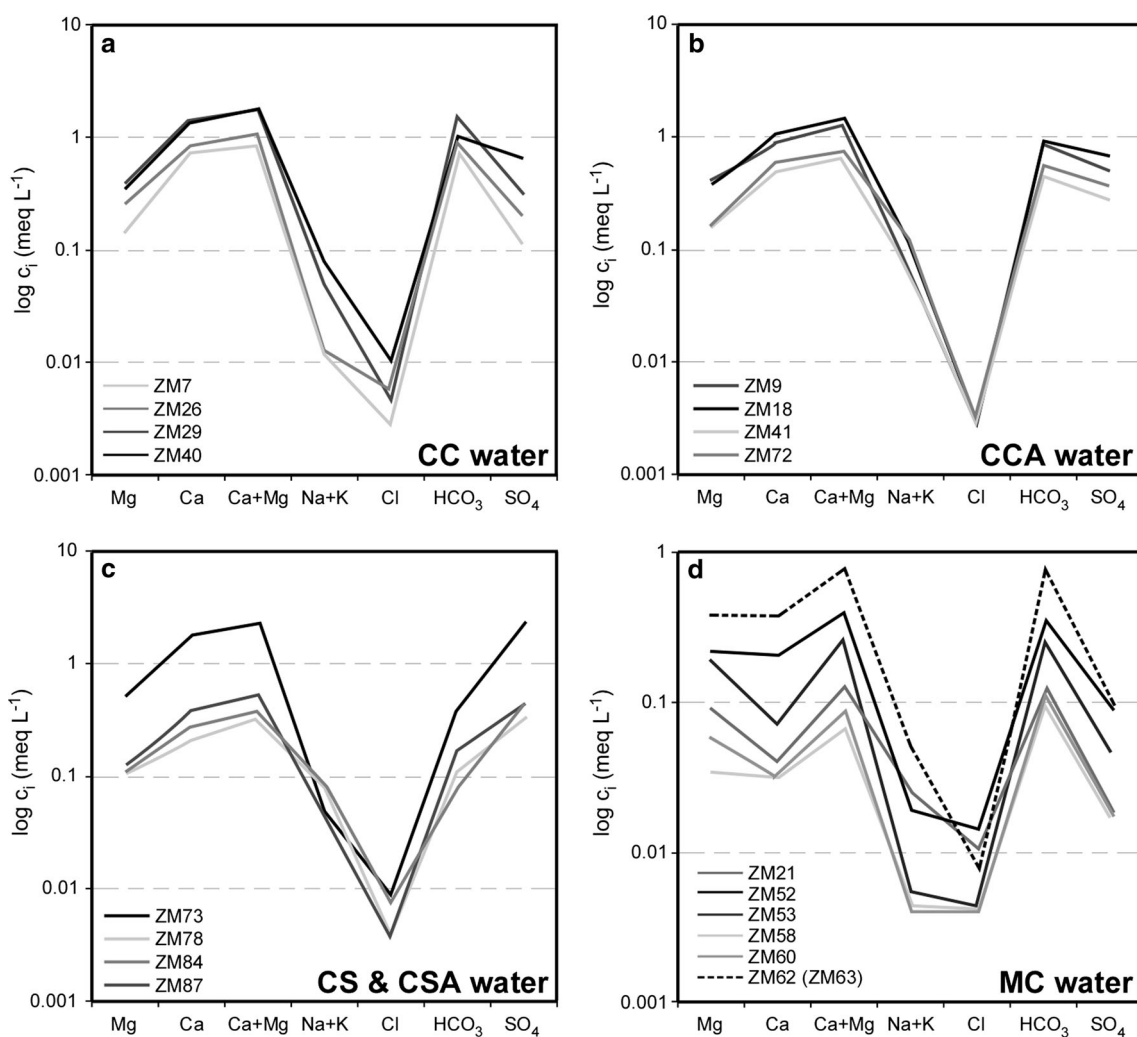 a
10
1
0.1
0.01
0.001
log cᵢ (meq L⁻¹)
ZM7
ZM26
ZM29
ZM40
CC water
Mg Ca Ca+Mg Na+K Cl HCO₃ SO₄
b
10
1
0.1
0.01
0.001
log cᵢ (meq L⁻¹)
ZM9
ZM18
ZM41
ZM72
CCA water
Mg Ca Ca+Mg Na+K Cl HCO₃ SO₄
c
10
1
0.1
0.01
0.001
log cᵢ (meq L⁻¹)
ZM73
ZM78
ZM84
ZM87
CS & CSA water
Mg Ca Ca+Mg Na+K Cl HCO₃ SO₄
d
1
0.1
0.01
0.001
log cᵢ (meq L⁻¹)
ZM21
ZM52
ZM53
ZM58
ZM60
ZM62 (ZM63)
MC water
Mg Ca Ca+Mg Na+K Cl HCO₃ SO₄